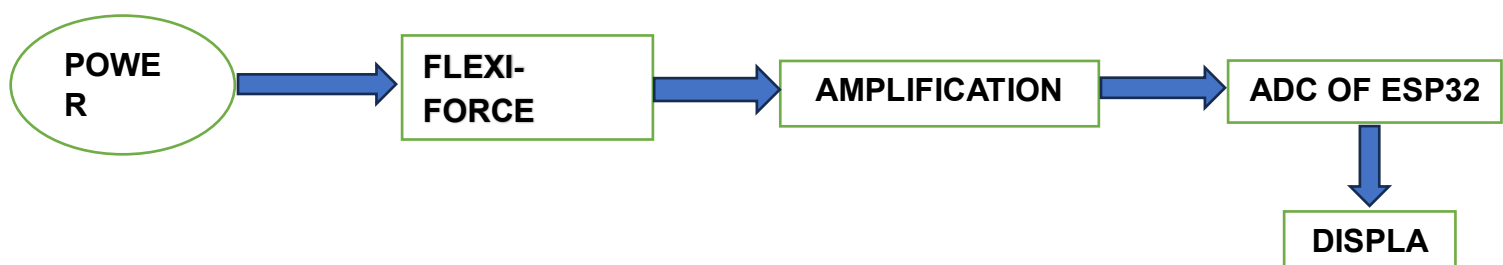 POWE
R
FLEXI-
FORCE
AMPLIFICATION
ADC OF ESP32
DISPLA